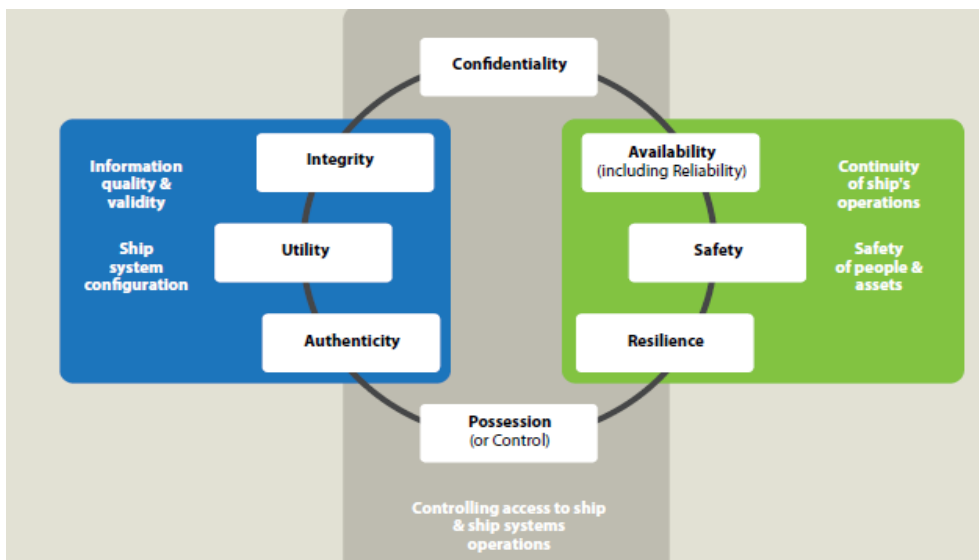 Confidentiality
Information
quality &
validity
Ship
system
configuration
Integrity
Utility
Authenticity
Availability
(including Reliability)
Safety
Resilience
Continuity
of ship's
operations
Safety
of people &
assets
Possession
(or Control)
Controlling access to ship
& ship systems
operations